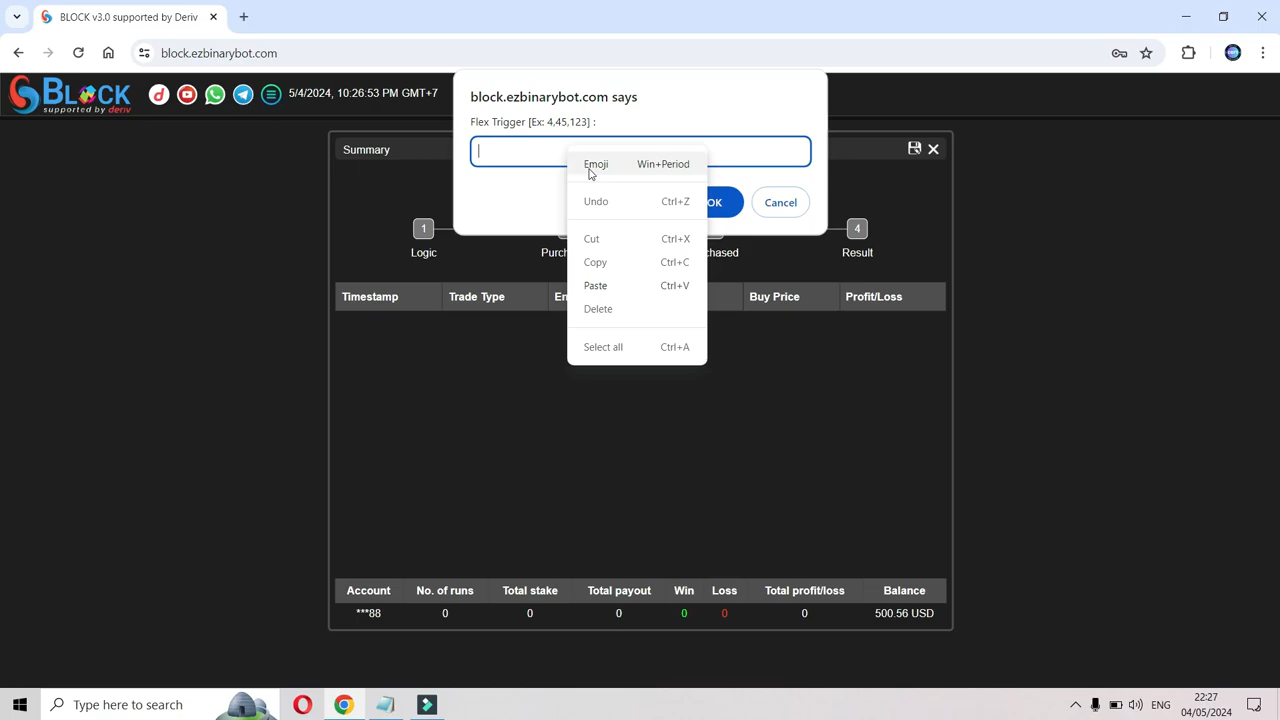 BLOCK v3.0 supported by Deriv
block.ezbinarybot.com
BLOCK
supported by deriv
5/4/2024, 10:26:53 PM GMT+7
block.ezbinarybot.com says
Flex Trigger [Ex: 4,45,123] :
OK
Cancel
Emoji Win+Period
Undo Ctrl+Z
Cut Ctrl+X
Copy Ctrl+C
Paste Ctrl+V
Delete
Select all Ctrl+A
Summary
1
4
Logic
Purc
hased
Result
Timestamp Trade Type En Buy Price Profit/Loss
Account No. of runs Total stake Total payout Win Loss Total profit/loss Balance
***88 0 0 0 0 0 0 500.56 USD
Type here to search
ENG
22:27
04/05/2024